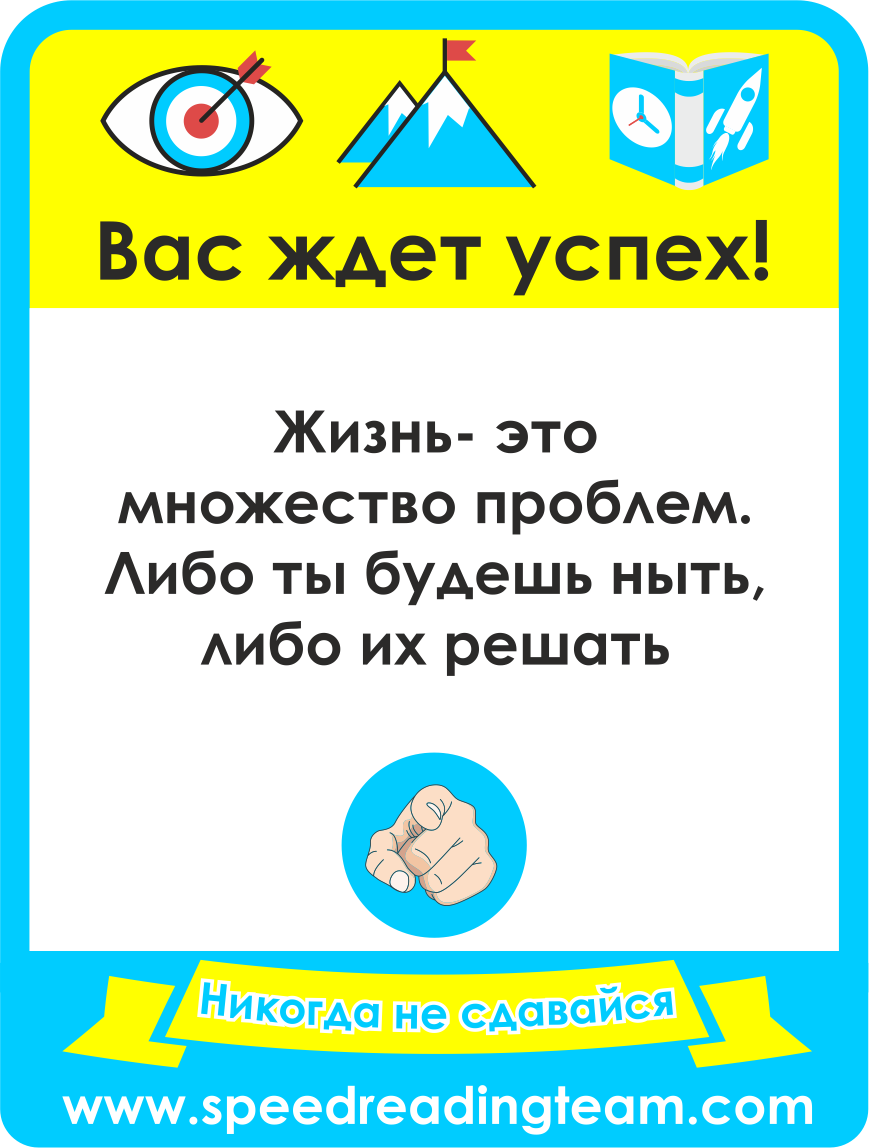 Вас ждет успех!
Жизнь- это
множество проблем.
Либо ты будешь ныть,
либо их решать
Никогда не сдавайся
www.speedreadingteam.com